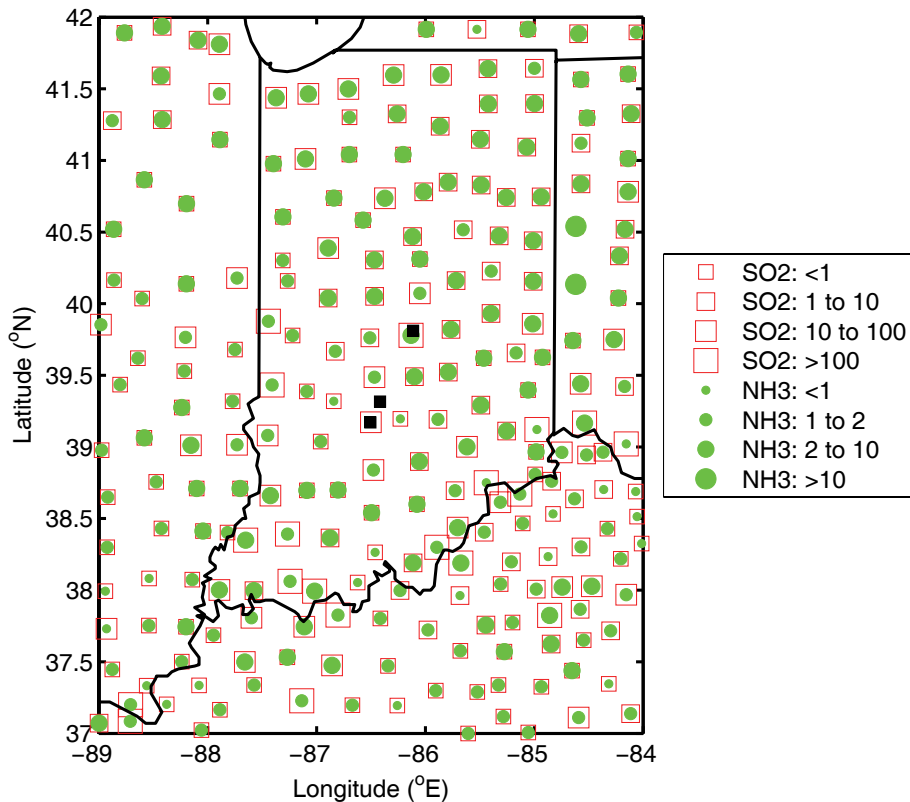 42
41.5
41
40.5
40
39.5
39
38.5
38
37.5
37
Latitude (°N)
−89
−88
−87
−86
−85
−84
Longitude (°E)
SO2: <1
SO2: 1 to 10
SO2: 10 to 100
SO2: >100
NH3: <1
NH3: 1 to 2
NH3: 2 to 10
NH3: >10